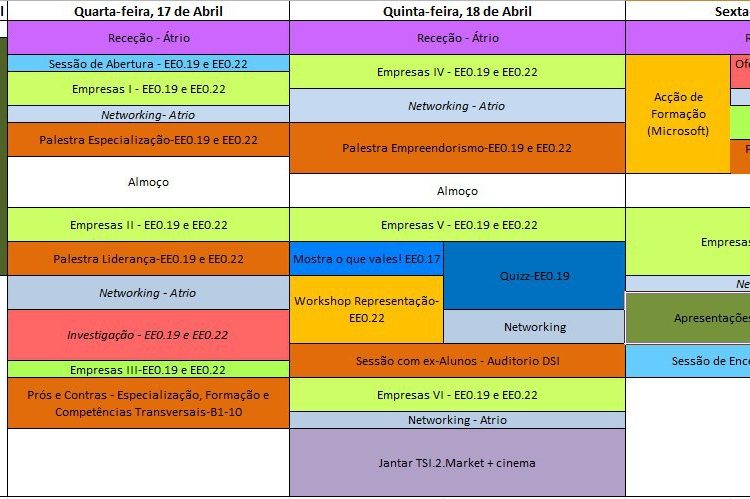 Quarta-feira, 17 de Abril
Receção - Átrio
Sessão de Abertura - EE0.19 e EE0.22
Empresas I - EE0.19 e EE0.22
Networking- Atrio
Palestra Especialização-EE0.19 e EE0.22
Almoço
Empresas II - EE0.19 e EE0.22
Palestra Liderança-EE0.19 e EE0.22
Networking - Atrio
Investigação - EE0.19 e EE0.22
Empresas III-EE0.19 e EE0.22
Prós e Contras - Especialização, Formação e
Competências Transversais-B1-10
Quinta-feira, 18 de Abril
Receção - Átrio
Empresas IV - EE0.19 e EE0.22
Networking - Atrio
Palestra Empreendorismo-EE0.19 e EE0.22
Almoço
Empresas V - EE0.19 e EE0.22
Mostra o que vales! EE0.17
Quizz-EE0.19
Workshop Representação-
EE0.22
Networking
Sessão com ex-Alunos - Auditorio DSI
Empresas VI - EE0.19 e EE0.22
Networking - Atrio
Jantar TSI.2.Market + cinema
Sexta
Acção de
Formação
(Microsoft)
Empresas
Apresentações
Sessão de Ence